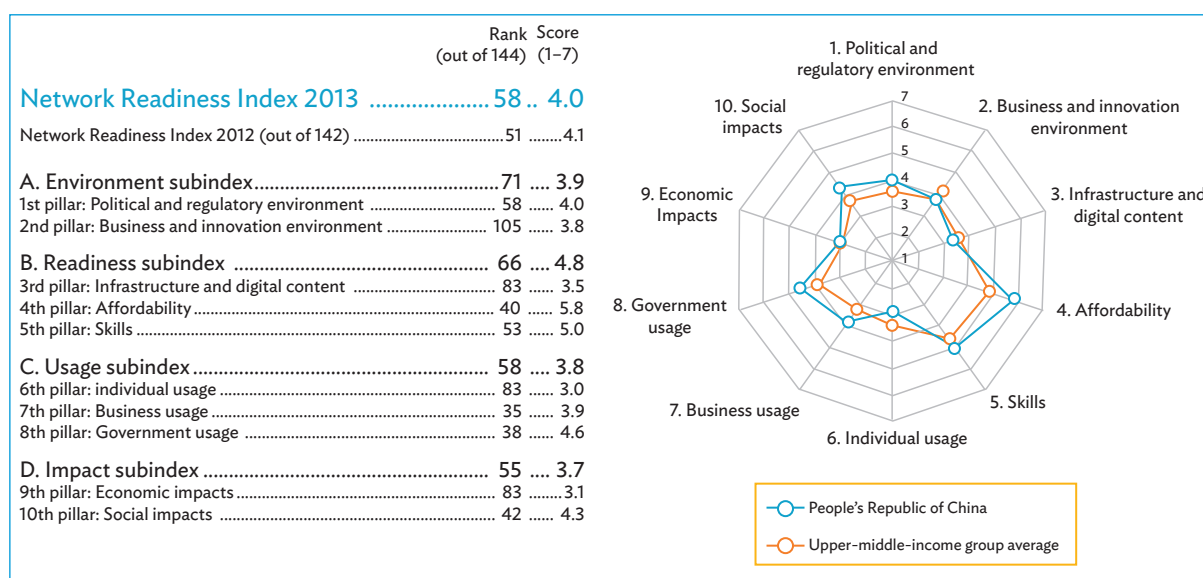 Rank Score
(out of 144) (1–7)
Network Readiness Index 2013 .................... 58 .. 4.0
Network Readiness Index 2012 (out of 142) ............................ 51 ........ 4.1
A. Environment subindex............................... 71 .... 3.9
1st pillar: Political and regulatory environment ....................... 58 ...... 4.0
2nd pillar: Business and innovation environment .................... 105 ...... 3.8
B. Readiness subindex .................................. 66 .... 4.8
3rd pillar: Infrastructure and digital content ........................... 83 ...... 3.5
4th pillar: Affordability ........................................................ 40 ...... 5.8
5th pillar: Skills .................................................................. 53 ...... 5.0
C. Usage subindex ........................................ 58 .... 3.8
6th pillar: individual usage .................................................. 83 ...... 3.0
7th pillar: Business usage .................................................... 35 ...... 3.9
8th pillar: Government usage .............................................. 38 ...... 4.6
D. Impact subindex ...................................... 55 .... 3.7
9th pillar: Economic impacts ............................................... 83 ........ 3.1
10th pillar: Social impacts ................................................... 42 ...... 4.3
1. Political and
regulatory environment
2. Business and innovation
environment
3. Infrastructure and
digital content
4. Affordability
5. Skills
6. Individual usage
7. Business usage
8. Government
usage
9. Economic
Impacts
10. Social
impacts
7
6
5
4
3
2
1
People's Republic of China
Upper-middle-income group average